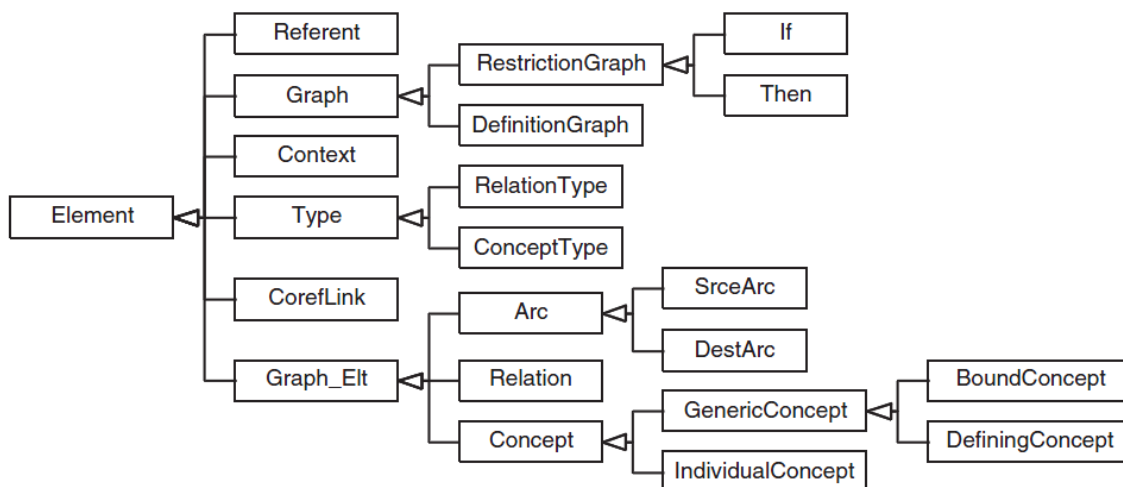 Referent
If
RestrictionGraph
Graph
Then
DefinitionGraph
Context
RelationType
Element
Type
ConceptType
SrceArc
CorefLink
Arc
DestArc
Graph_Elt
Relation
BoundConcept
GenericConcept
Concept
DefiningConcept
IndividualConcept